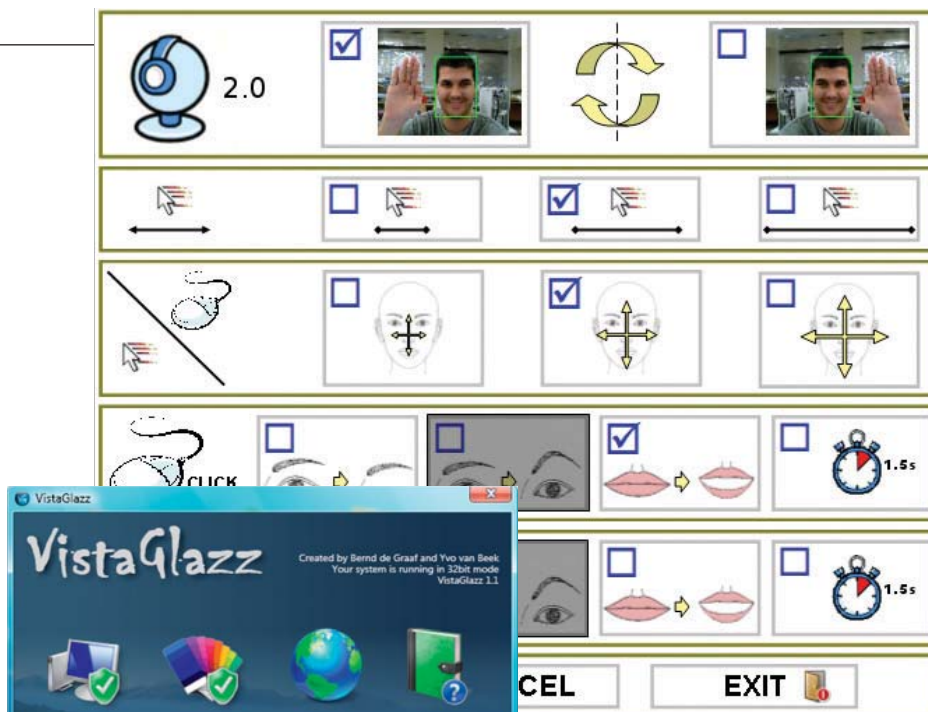 2.0
CLICK
1.5s
VistaGlazz
VistaGlazz
Created by Bernd de Graaf and Yvo van Beek
Your system is running in 32bit mode
VistaGlazz 1.1
1.5s
CEL
EXIT